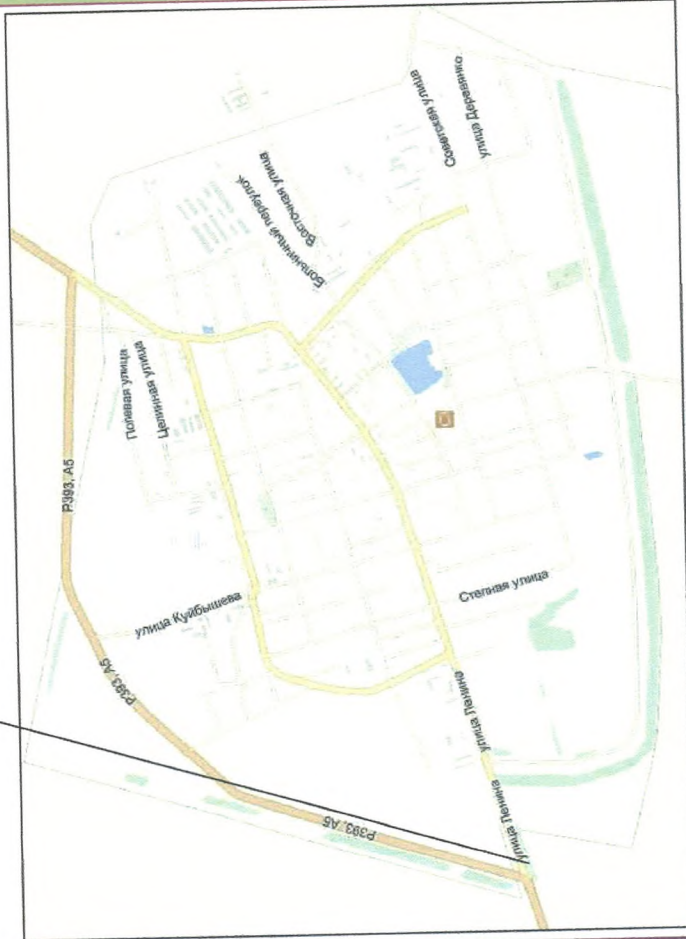 Советская улица
улица Деревянко
Больничный переулок
Восточная улица
Полевая улица
Целинная улица
Р393, А5
улица Куйбышева
Р393, А5
Степная улица
улица Ленина
улица Ленина
Р393, А5